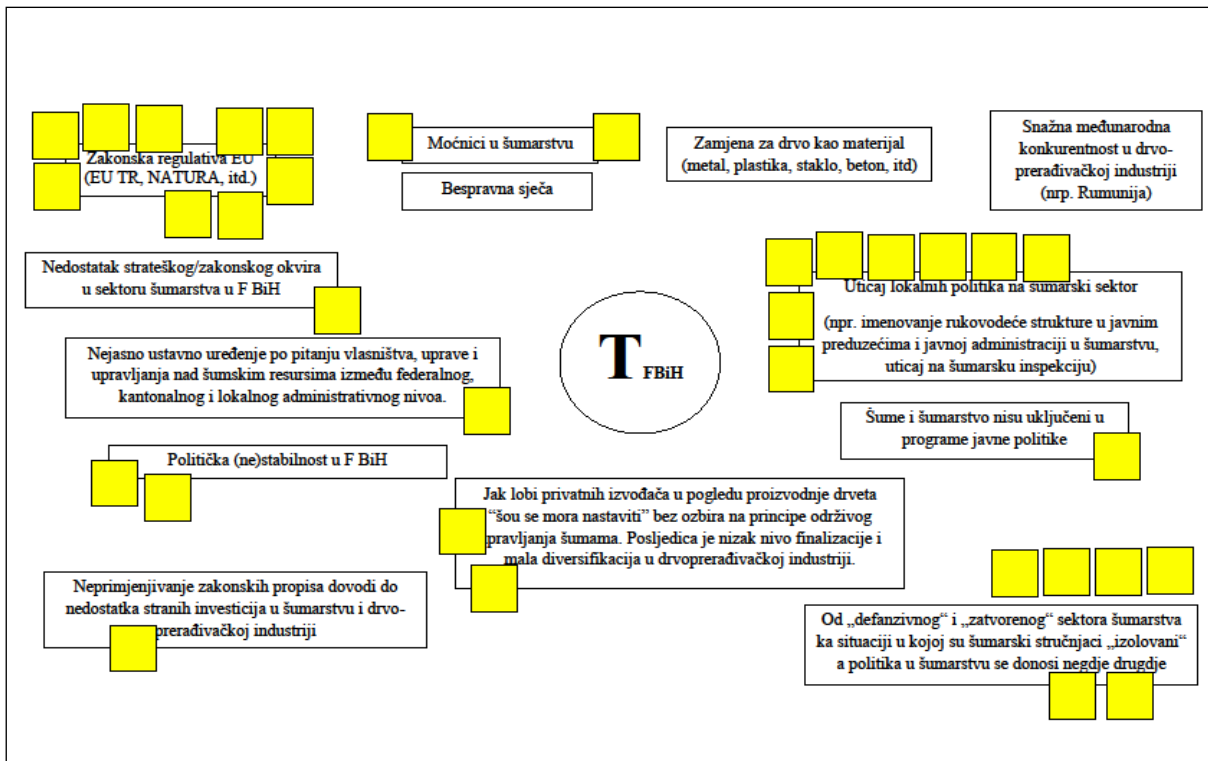 Zakonska regulativa EU
(EU TR, NATURA, itd.)
Moćnici u šumarstvu
Bespravna sječa
Zamjena za drvo kao materijal
(metal, plastika, staklo, beton, itd)
Snažna međunarodna
konkurentnost u drvo-
prerađivačkoj industriji
(nrp. Rumunija)
Nedostatak strateškog/zakonskog okvira
u sektoru šumarstva u F BiH
Uticaj lokalnih politika na šumarski sektor
(npr. imenovanje rukovodeće strukture u javnim
preduzećima i javnoj administraciji u šumarstvu,
uticaj na šumarsku inspekciju)
Nejasno ustavno uređenje po pitanju vlasništva, uprave i
upravljanja nad šumskim resursima između federalnog,
kantonalnog i lokalnog administrativnog nivoa.
T FBiH
Šume i šumarstvo nisu uključeni u
programe javne politike
Politička (ne)stabilnost u F BiH
Jak lobi privatnih izvođača u pogledu proizvodnje drveta
“šou se mora nastaviti” bez ozbira na principe održivog
pravljanja šumama. Posljedica je nizak nivo finalizacije i
mala diversifikacija u drvoprerađivačkoj industriji.
Neprimjenjivanje zakonskih propisa dovodi do
nedostatka stranih investicija u šumarstvu i drvo-
prerađivačkoj industriji
Od „defanzivnog“ i „zatvorenog“ sektora šumarstva
ka situaciji u kojoj su šumarski stručnjaci „izolovani“
a politika u šumarstvu se donosi negdje drugdje